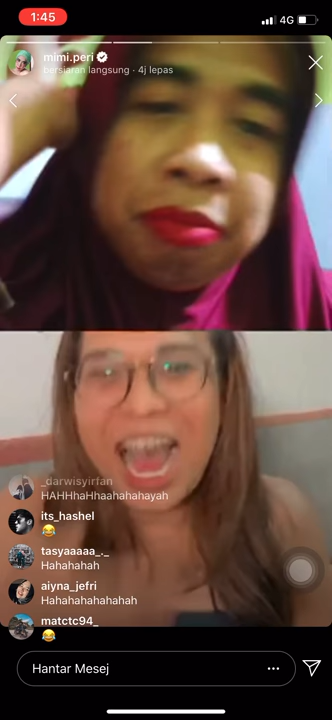 1:45
4G
mimi.peri
bersiaran langsung · 4j lepas
_darwisyirfan
HAHHhaHhaahahahayah
its_hashel
😂
tasyaaaaa_._
Hahahahah
aiyna_jefri
Hahahahahahahah
matctc94_
😂
Hantar Mesej